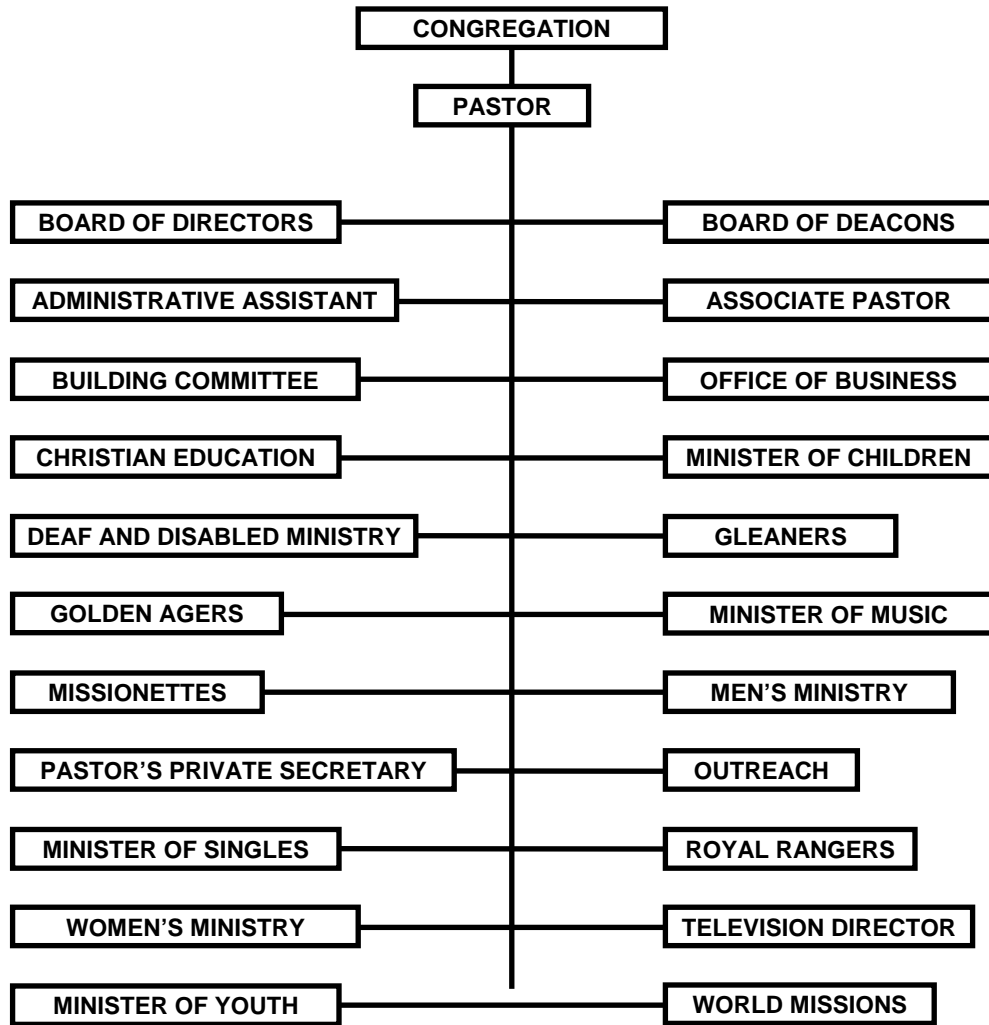 CONGREGATION
PASTOR
BOARD OF DIRECTORS
BOARD OF DEACONS
ADMINISTRATIVE ASSISTANT
ASSOCIATE PASTOR
BUILDING COMMITTEE
OFFICE OF BUSINESS
CHRISTIAN EDUCATION
MINISTER OF CHILDREN
DEAF AND DISABLED MINISTRY
GLEANERS
GOLDEN AGERS
MINISTER OF MUSIC
MISSIONETTES
MEN’S MINISTRY
PASTOR’S PRIVATE SECRETARY
OUTREACH
MINISTER OF SINGLES
ROYAL RANGERS
WOMEN’S MINISTRY
TELEVISION DIRECTOR
MINISTER OF YOUTH
WORLD MISSIONS